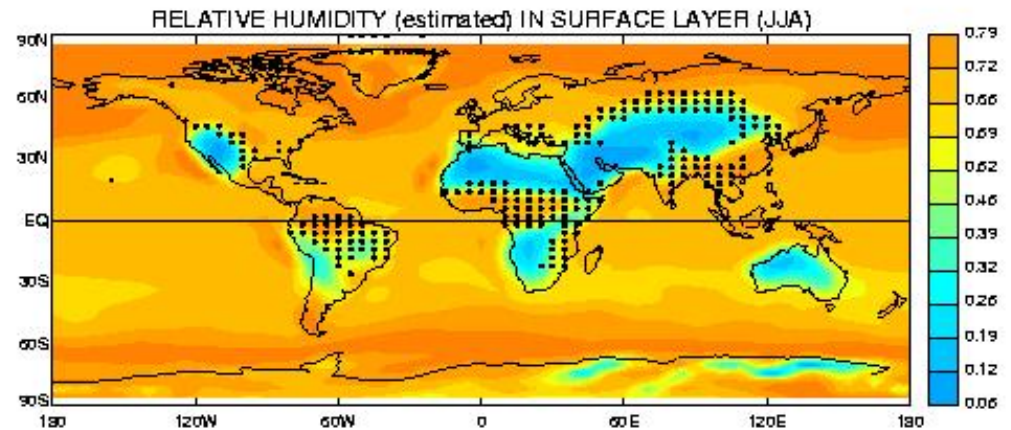 RELATIVE HUMIDITY (estimated) IN SURFACE LAYER (JJA)
90N
60N
30N
EQ
30S
60S
90S
180 120W 60W 0 60E 120E 180
0.79
0.72
0.66
0.59
0.52
0.46
0.39
0.32
0.26
0.19
0.12
0.06